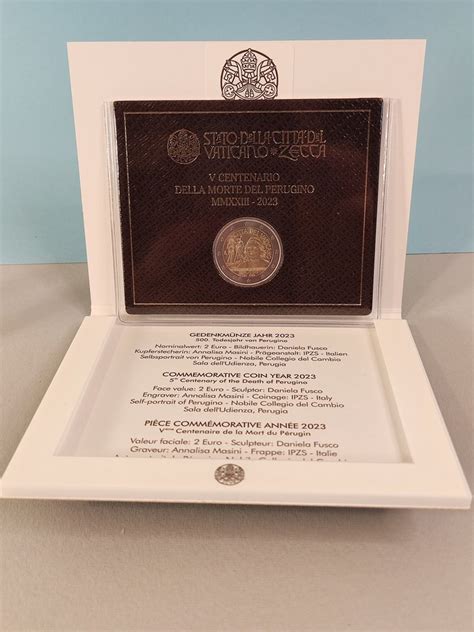 STATO DELLA CITTA DEL
VATICANO ZECCA
V CENTENARIO
DELLA MORTE DEL PERUGINO
MMXXIII - 2023
GEDENKMÜNZE JAHR 2023
500. Todesjahr von Perugino
Nominalwert: 2 Euro - Bildhauerin: Daniela Fusco
Kupferstecherin: Annalisa Masini - Prägeanstalt: IPZS - Italien
Selbsportrait von Perugino - Nobile Collegio del Cambio
Sala dell'Udienza, Perugia
COMMEMORATIVE COIN YEAR 2023
5th Centenary of the Death of Perugino
Face value: 2 euro - Sculptor: Daniela Fusco
Engraver: Annalisa Masini - Coinage: IPZS - Italy
Self-portrait of Perugino - Nobile Collegio del Cambio
Sala dell'Udienza, Perugia
PIÈCE COMMÉMORATIVE ANNÉE 2023
Vème Centenaire de la Mort du Pérugin
Valeur faciale: 2 Euro - Sculpteur: Daniela Fusco
Graveur: Annalisa Masini - Frappe: IPZS - Italie